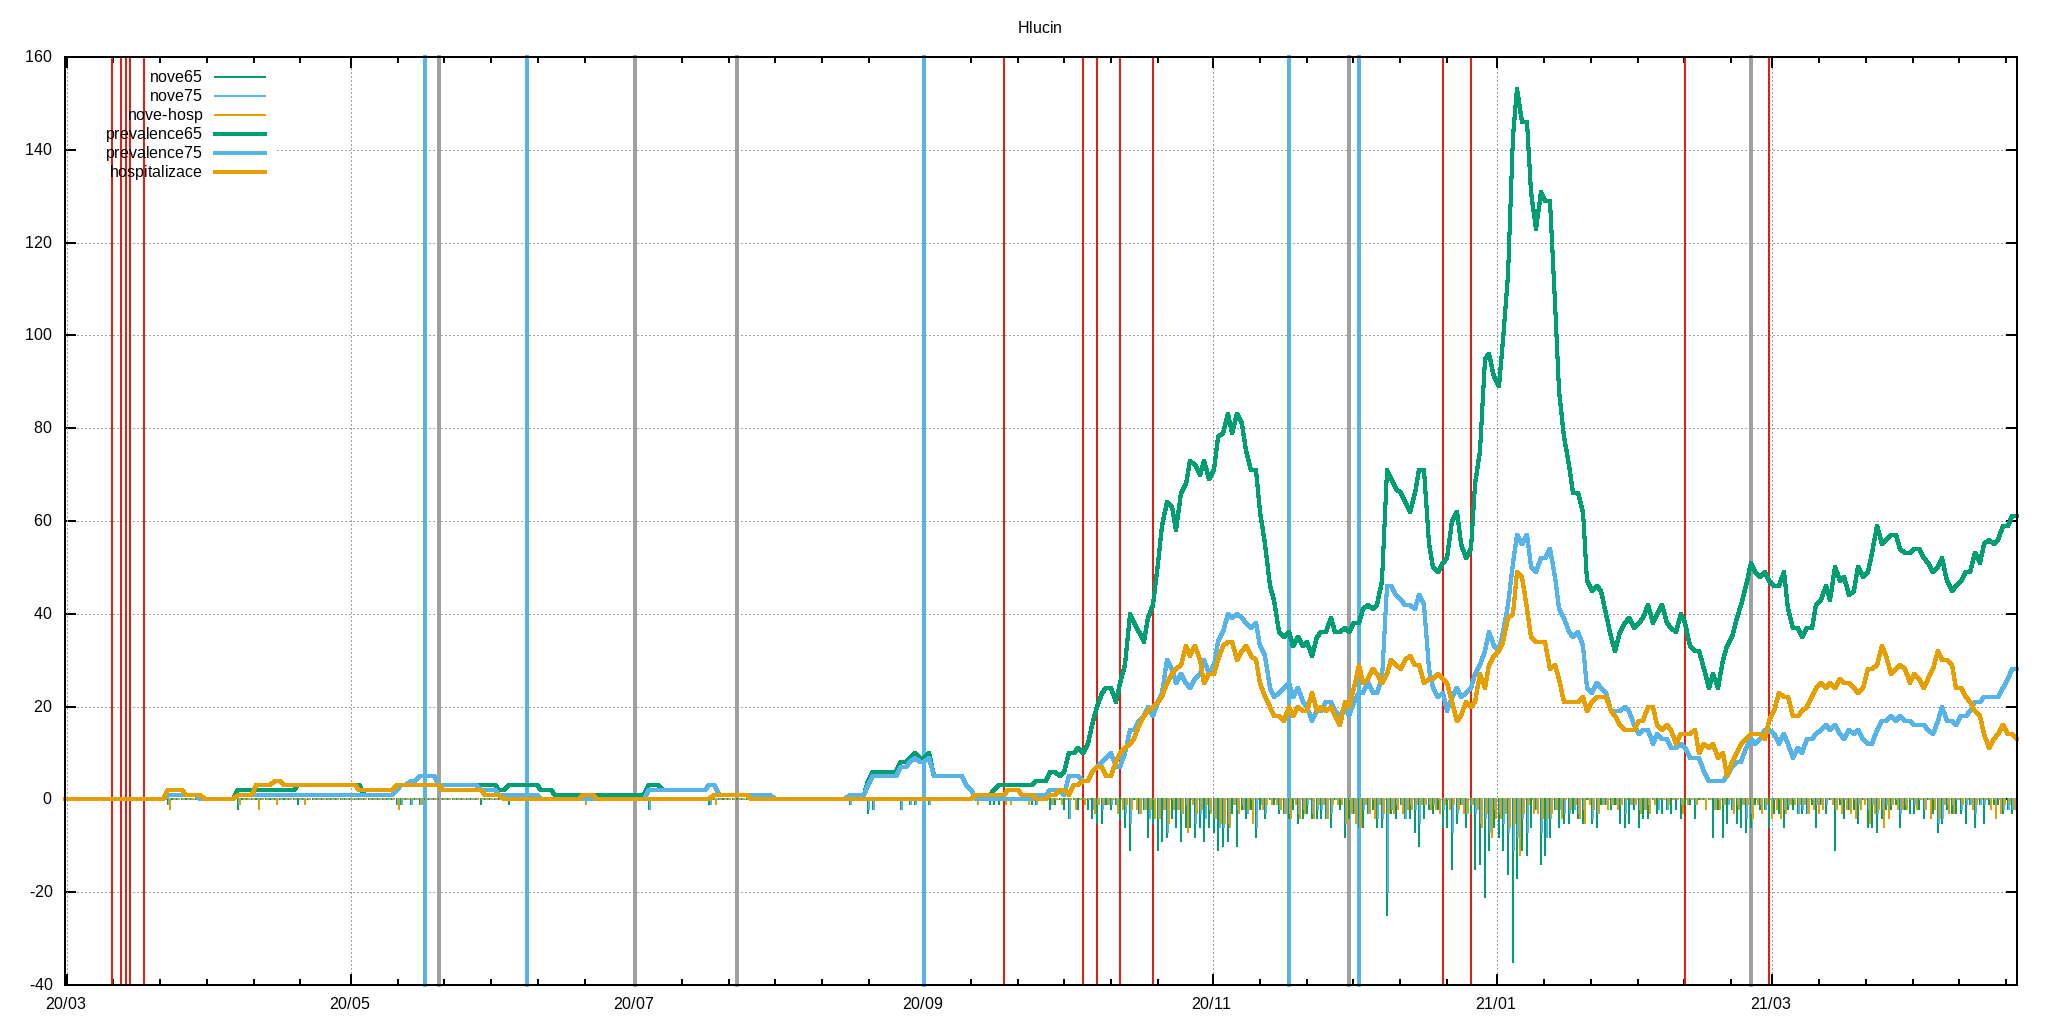 Hlucin
160
140
120
100
80
60
40
20
0
-20
-40
nove65
nove75
nove-hosp
prevalence65
prevalence75
hospitalizace
20/03 20/05 20/07 20/09 20/11 21/01 21/03